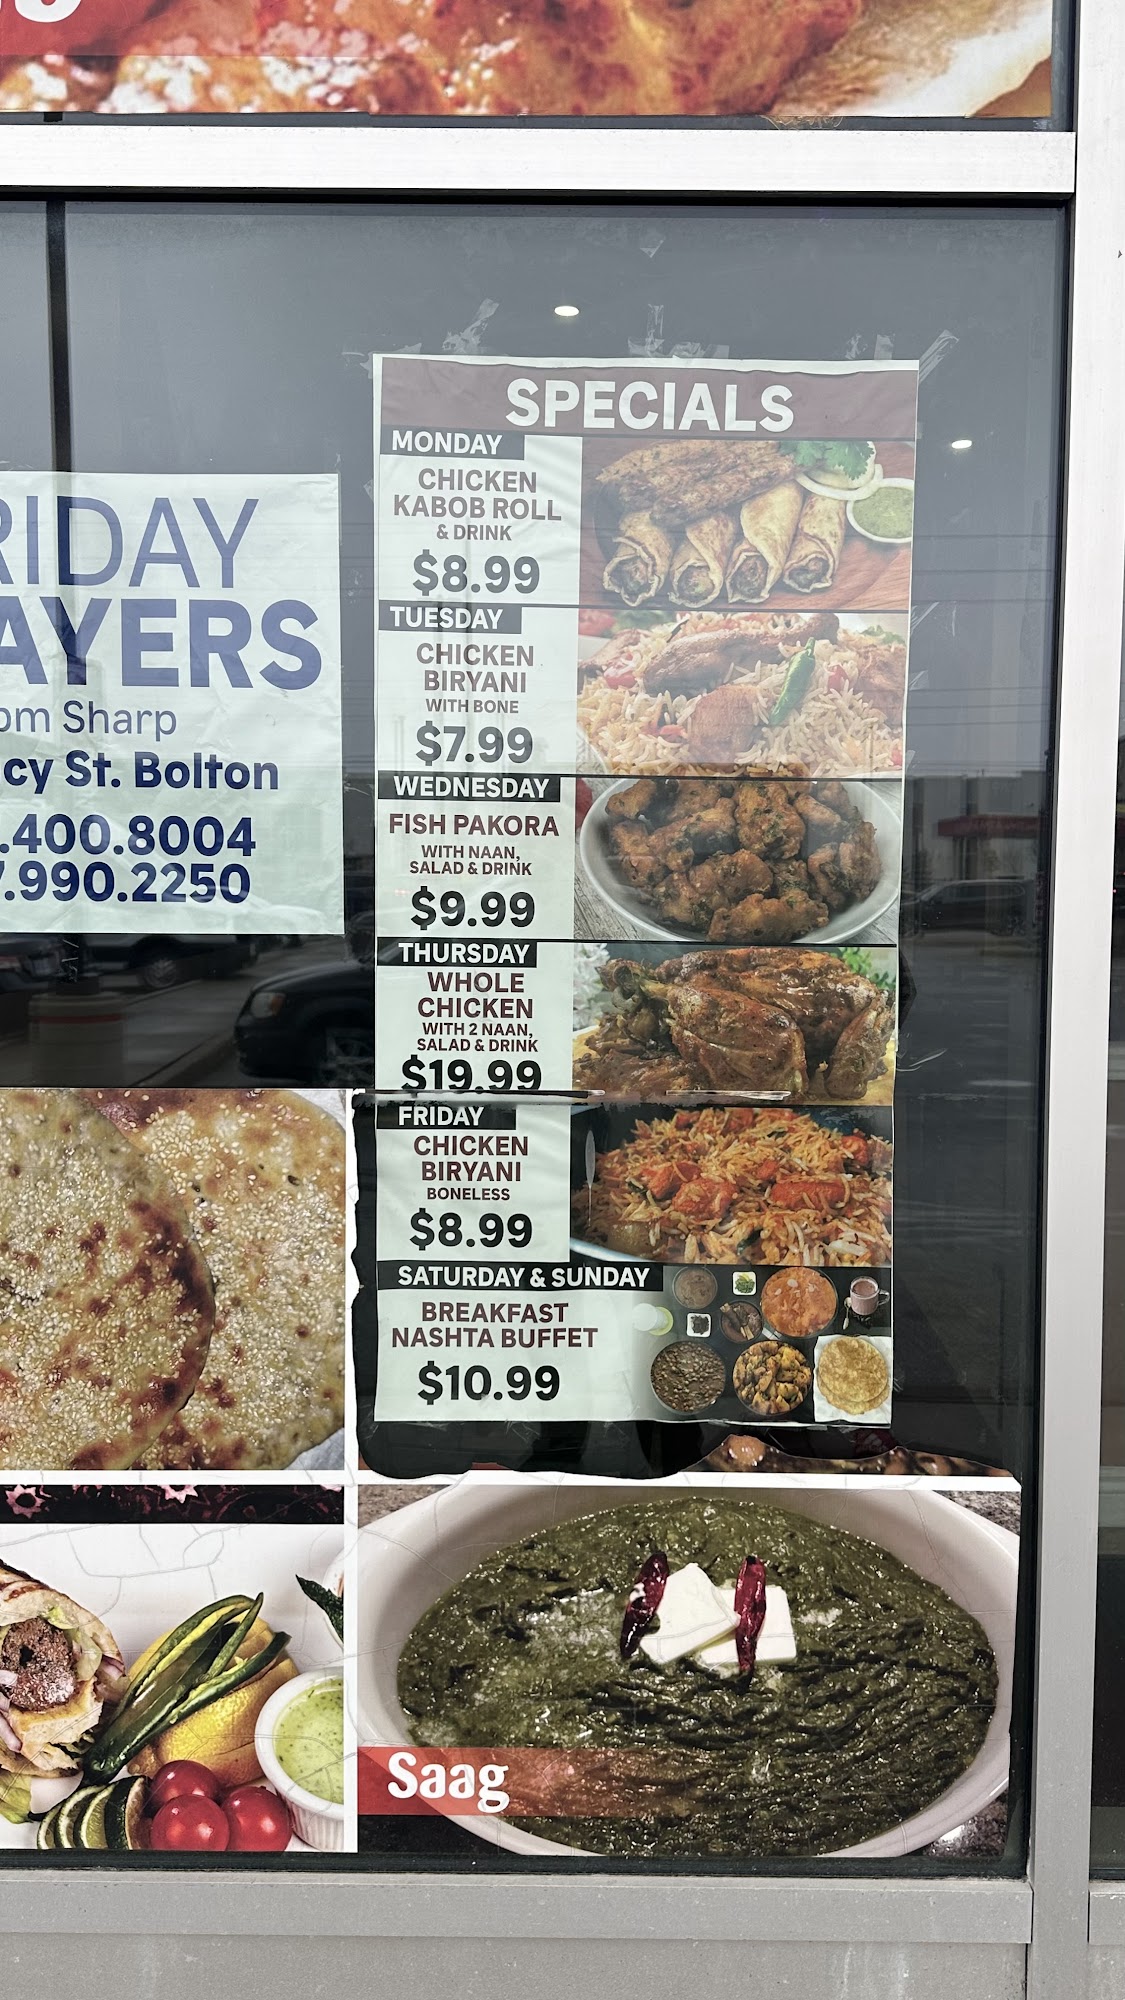 SPECIALS
MONDAY
CHICKEN
KABOB ROLL
& DRINK
$8.99
TUESDAY
CHICKEN
BIRYANI
WITH BONE
$7.99
WEDNESDAY
FISH PAKORA
WITH NAAN,
SALAD & DRINK
$9.99
THURSDAY
WHOLE
CHICKEN
WITH 2 NAAN,
SALAD & DRINK
$19.99
FRIDAY
CHICKEN
BIRYANI
BONELESS
$8.99
SATURDAY & SUNDAY
BREAKFAST
NASHTA BUFFET
$10.99
RIDAY
AYERS
pm Sharp
cy St. Bolton
.400.8004
.990.2250
Saag